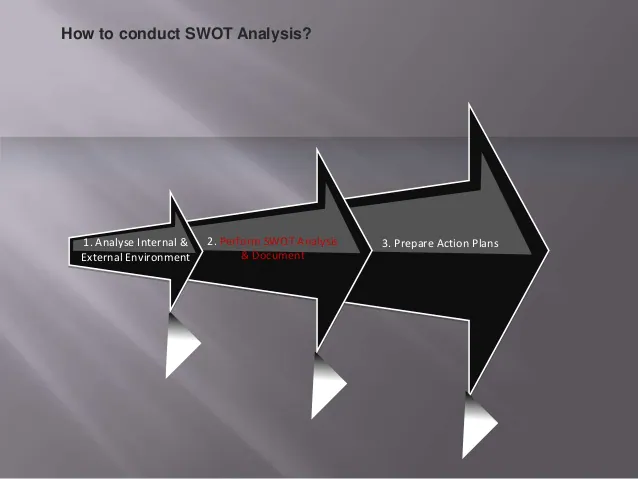 How to conduct SWOT Analysis?
1. Analyse Internal &
External Environment
2. Perform SWOT Analysis
& Document
3. Prepare Action Plans